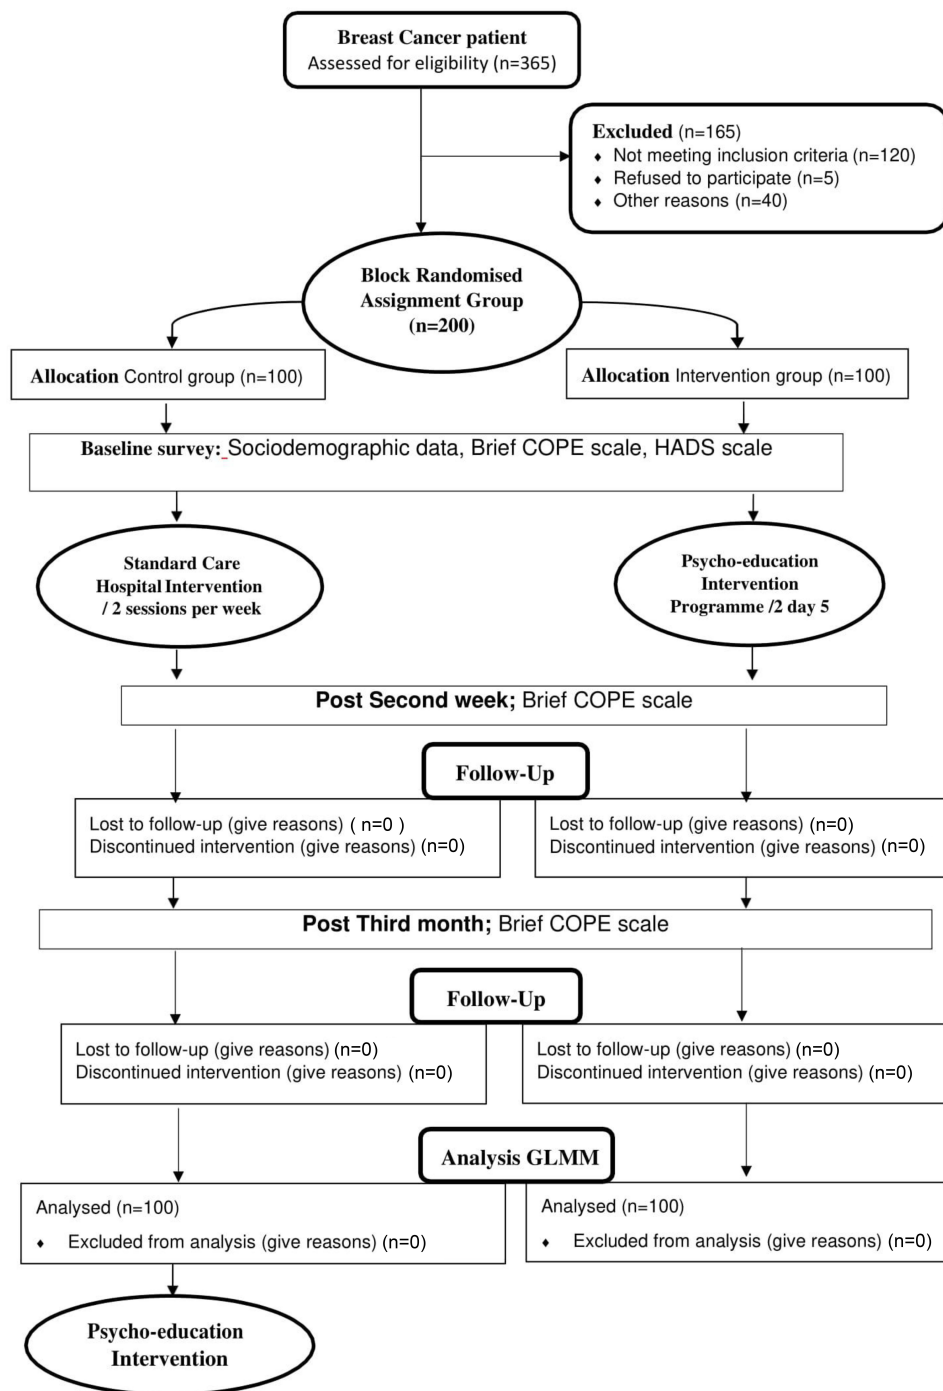 Breast Cancer patient
Assessed for eligibility (n=365)
Excluded (n=165)
♦ Not meeting inclusion criteria (n=120)
♦ Refused to participate (n=5)
♦ Other reasons (n=40)
Block Randomised
Assignment Group
(n=200)
Allocation Control group (n=100)
Allocation Intervention group (n=100)
Baseline survey: Sociodemographic data, Brief COPE scale, HADS scale
Standard Care
Hospital Intervention
/ 2 sessions per week
Psycho-education
Intervention
Programme /2 day 5
Post Second week; Brief COPE scale
Follow-Up
Lost to follow-up (give reasons) ( n=0 )
Discontinued intervention (give reasons) (n=0)
Lost to follow-up (give reasons) (n=0)
Discontinued intervention (give reasons) (n=0)
Post Third month; Brief COPE scale
Follow-Up
Lost to follow-up (give reasons) (n=0)
Discontinued intervention (give reasons) (n=0)
Lost to follow-up (give reasons) (n=0)
Discontinued intervention (give reasons) (n=0)
Analysis GLMM
Analysed (n=100)
♦ Excluded from analysis (give reasons) (n=0)
Analysed (n=100)
♦ Excluded from analysis (give reasons) (n=0)
Psycho-education
Intervention